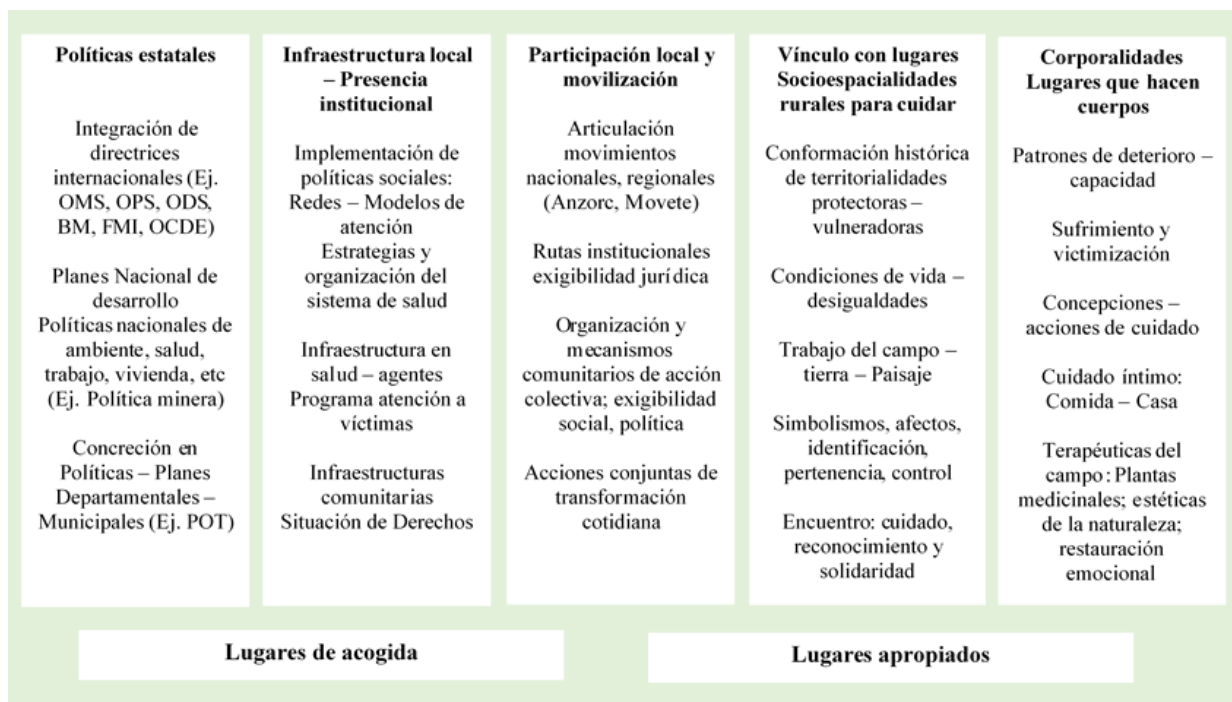 Políticas estatales
Integración de
directrices
internacionales (Ej.
OMS, OPS, ODS,
BM, FMI, OCDE)
Planes Nacional de
desarrollo
Políticas nacionales de
ambiente, salud,
trabajo, vivienda, etc
(Ej. Política minera)
Concreción en
Políticas – Planes
Departamentales –
Municipales (Ej. POT)
Infraestructura local
– Presencia
institucional
Implementación de
políticas sociales:
Redes – Modelos de
atención
Estrategias y
organización del
sistema de salud
Infraestructura en
salud – agentes
Programa atención a
víctimas
Infraestructuras
comunitarias
Situación de Derechos
Participación local y
movilización
Articulación
movimientos
nacionales, regionales
(Anzorc, Movete)
Rutas institucionales
exigibilidad jurídica
Organización y
mecanismos
comunitarios de acción
colectiva; exigibilidad
social, política
Acciones conjuntas de
transformación
cotidiana
Vínculo con lugares
Socioespacialidades
rurales para cuidar
Conformación histórica
de territorialidades
protectoras –
vulneradoras
Condiciones de vida –
desigualdades
Trabajo del campo –
tierra – Paisaje
Simbolismos, afectos,
identificación,
pertenencia, control
Encuentro: cuidado,
reconocimiento y
solidaridad
Corporalidades
Lugares que hacen
cuerpos
Patrones de deterioro –
capacidad
Sufrimiento y
victimización
Concepciones –
acciones de cuidado
Cuidado íntimo:
Comida – Casa
Terapéuticas del
campo: Plantas
medicinales; estéticas
de la naturaleza;
restauración
emocional
Lugares de acogida
Lugares apropiados